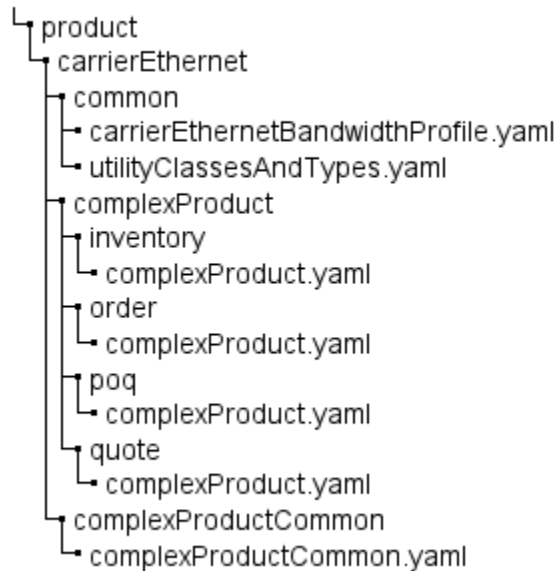 product
carrierEthernet
common
carrierEthernetBandwidthProfile.yaml
utilityClassesAndTypes.yaml
complexProduct
inventory
complexProduct.yaml
order
complexProduct.yaml
poq
complexProduct.yaml
quote
complexProduct.yaml
complexProductCommon
complexProductCommon.yaml